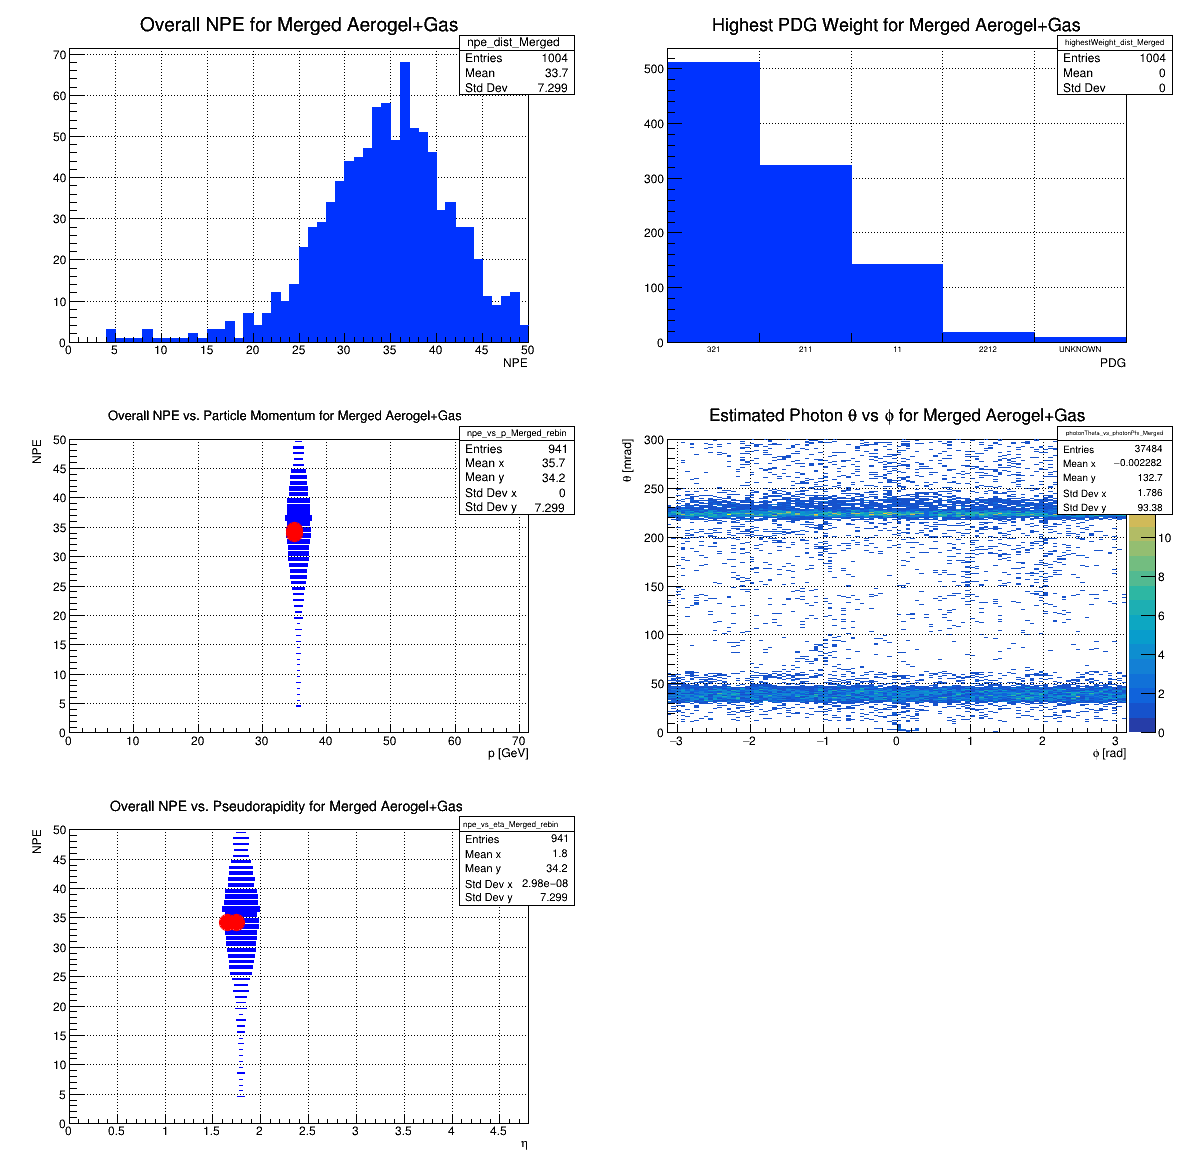 Overall NPE for Merged Aerogel+Gas
npe_dist_Merged
Entries 1004
Mean 33.7
Std Dev 7.299
70
60
50
40
30
20
10
0
0 5 10 15 20 25 30 35 40 45 50
NPE
Highest PDG Weight for Merged Aerogel+Gas
highestWeight_dist_Merged
Entries 1004
Mean 0
Std Dev 0
500
400
300
200
100
0
321 211 11 2212 UNKNOWN
PDG
Overall NPE vs. Particle Momentum for Merged Aerogel+Gas
npe_vs_p_Merged_rebin
Entries 941
Mean x 35.7
Mean y 34.2
Std Dev x 0
Std Dev y 7.299
NPE
50
45
40
35
30
25
20
15
10
5
0
0 10 20 30 40 50 60 70
p [GeV]
Estimated Photon θ vs ϕ for Merged Aerogel+Gas
photonTheta_vs_photonPhi_Merged
Entries 37484
Mean x −0.002282
Mean y 132.7
Std Dev x 1.786
Std Dev y 93.38
θ [mrad]
300
250
200
150
100
50
0
−3 −2 −1 0 1 2 3
ϕ [rad]
10
8
6
4
2
0
Overall NPE vs. Pseudorapidity for Merged Aerogel+Gas
npe_vs_eta_Merged_rebin
Entries 941
Mean x 1.8
Mean y 34.2
Std Dev x 2.98e−08
Std Dev y 7.299
NPE
50
45
40
35
30
25
20
15
10
5
0
0 0.5 1 1.5 2 2.5 3 3.5 4 4.5
η